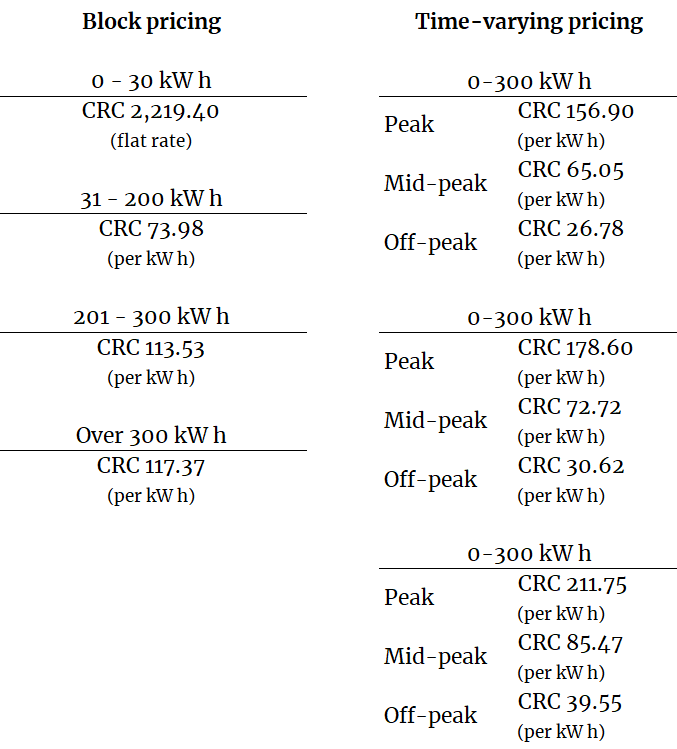 Block pricing
0 - 30 kW h
CRC 2,219.40
(flat rate)
31 - 200 kW h
CRC 73.98
(per kW h)
201 - 300 kW h
CRC 113.53
(per kW h)
Over 300 kW h
CRC 117.37
(per kW h)
Time-varying pricing
0-300 kW h
Peak
CRC 156.90
(per kW h)
Mid-peak
CRC 65.05
(per kW h)
Off-peak
CRC 26.78
(per kW h)
0-300 kW h
Peak
CRC 178.60
(per kW h)
Mid-peak
CRC 72.72
(per kW h)
Off-peak
CRC 30.62
(per kW h)
0-300 kW h
Peak
CRC 211.75
(per kW h)
Mid-peak
CRC 85.47
(per kW h)
Off-peak
CRC 39.55
(per kW h)